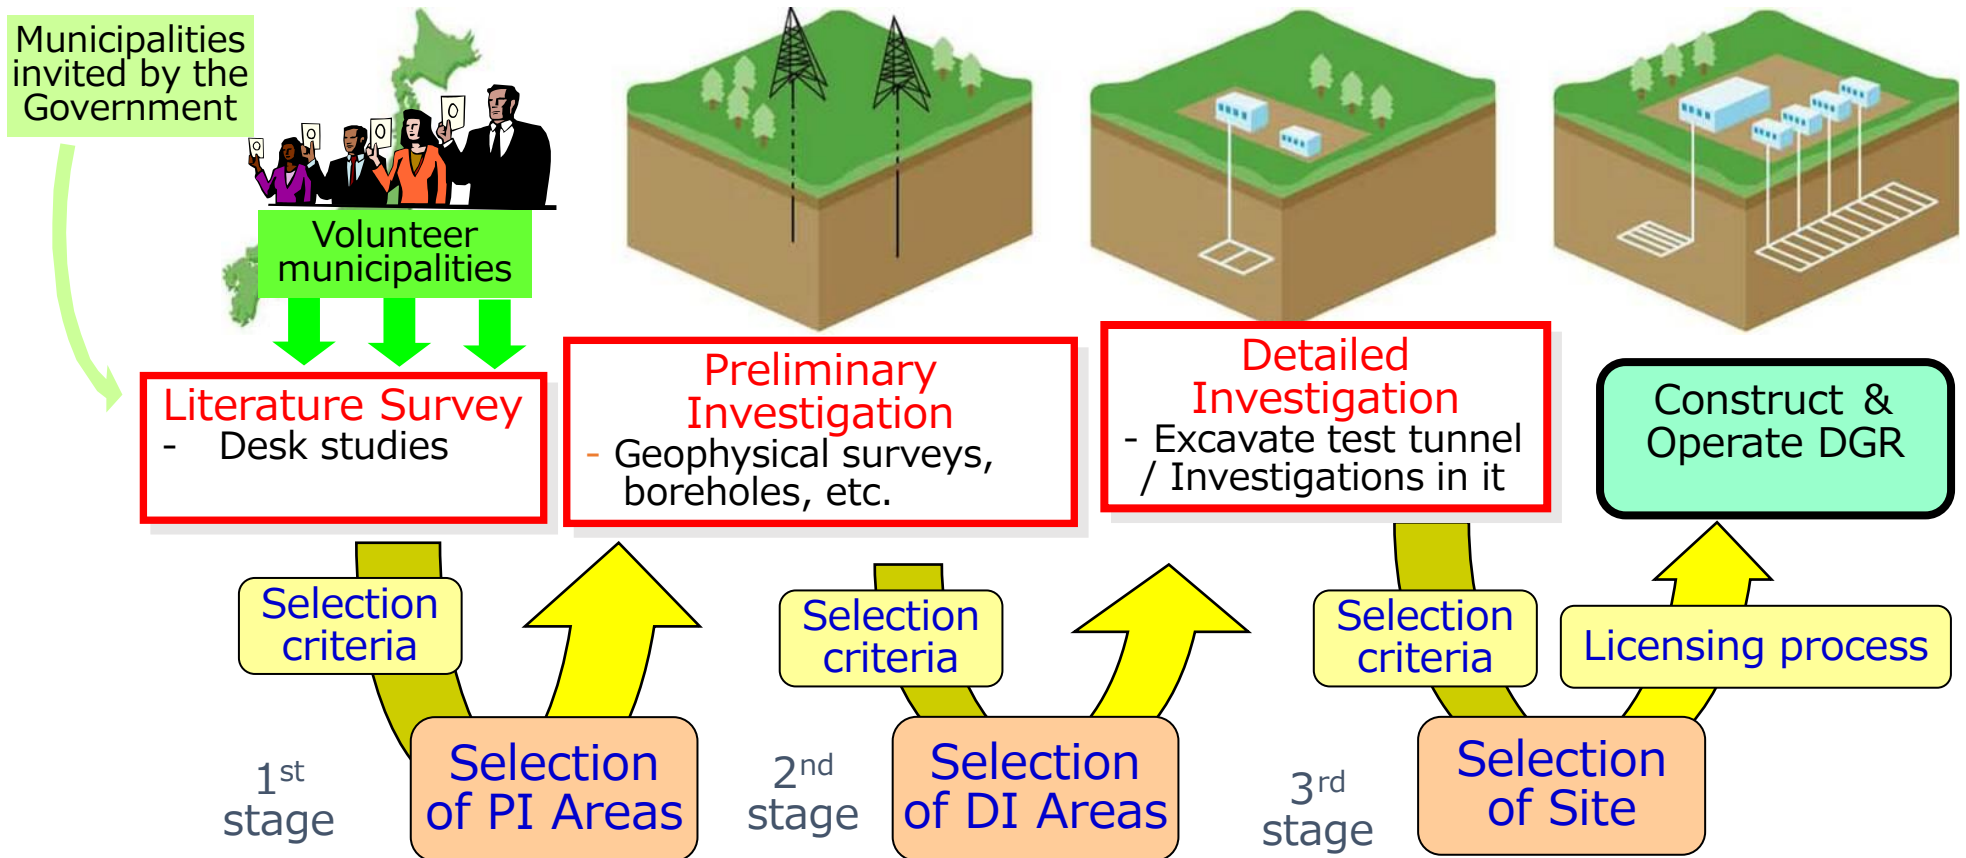 Municipalities
invited by the
Government
Volunteer
municipalities
Literature Survey
- Desk studies
Preliminary
Investigation
- Geophysical surveys,
boreholes, etc.
Detailed
Investigation
- Excavate test tunnel
/ Investigations in it
Construct &
Operate DGR
Selection
criteria
Selection
criteria
Selection
criteria
Licensing process
1st
stage
Selection
of PI Areas
2nd
stage
Selection
of DI Areas
3rd
stage
Selection
of Site